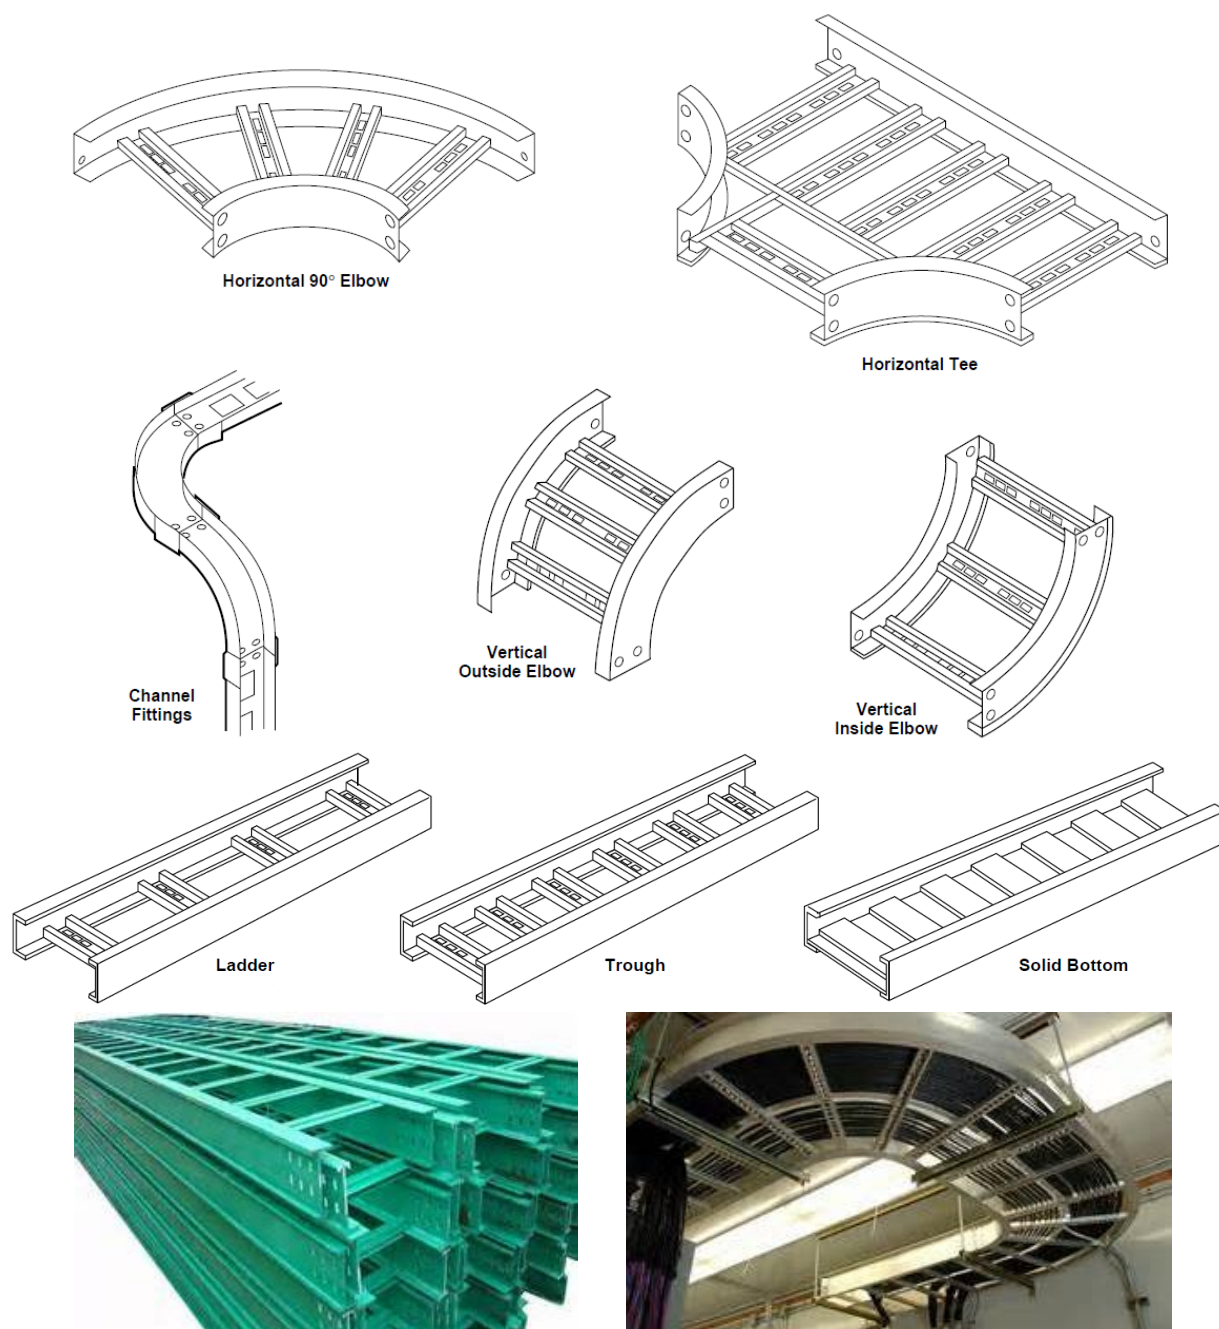 Horizontal 90° Elbow
Horizontal Tee
Channel
Fittings
Vertical
Outside Elbow
Vertical
Inside Elbow
Ladder
Trough
Solid Bottom